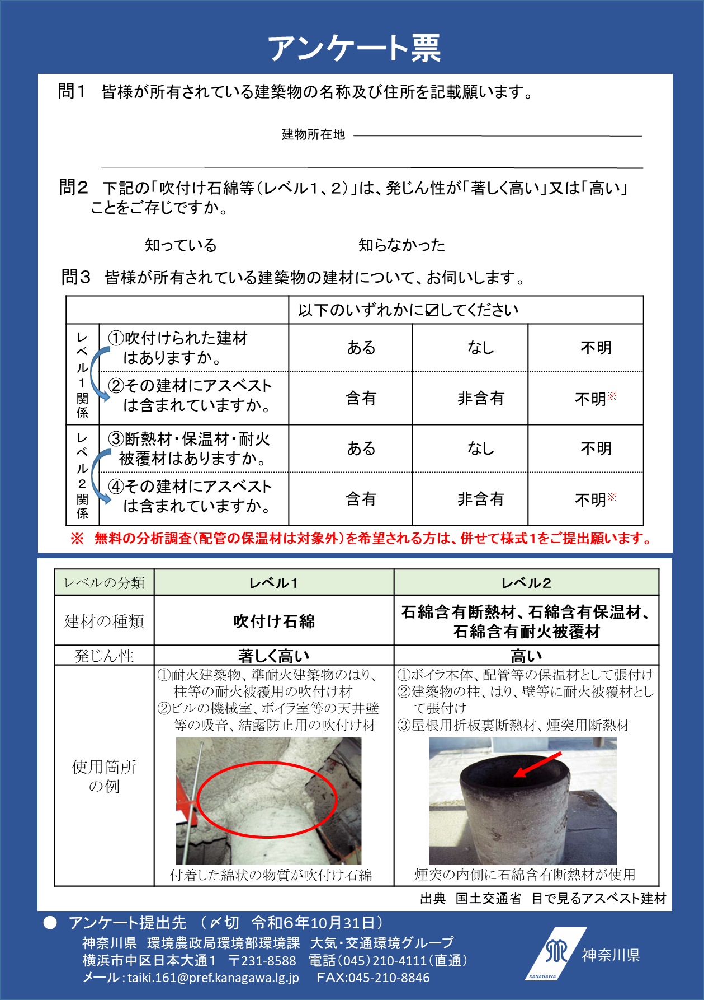 アンケート票
問1　皆様が所有されている建築物の名称及び住所を記載願います。
建物所在地
問2　下記の「吹付け石綿等（レベル1、2）」は、発じん性が「著しく高い」又は「高い」
ことをご存じですか。
知っている　知らなかった
問3　皆様が所有されている建築物の建材について、お伺いします。
以下のいずれかに☑してください
レベル1関係
①吹付けられた建材
はありますか。
ある　なし　不明
②その建材にアスベスト
は含まれていますか。
含有　非含有　不明※
レベル2関係
③断熱材・保温材・耐火
被覆材はありますか。
ある　なし　不明
④その建材にアスベスト
は含まれていますか。
含有　非含有　不明※
※　無料の分析調査（配管の保温材は対象外）を希望される方は、併せて様式1をご提出願います。
レベルの分類　レベル1　レベル2
建材の種類　吹付け石綿
石綿含有断熱材、石綿含有保温材、
石綿含有耐火被覆材
発じん性　著しく高い　高い
使用箇所
の例
①耐火建築物、準耐火建築物のはり、
柱等の耐火被覆用の吹付け材
②ビルの機械室、ボイラ室等の天井壁
等の吸音、結露防止用の吹付け材
付着した綿状の物質が吹付け石綿
①ボイラ本体、配管等の保温材として張付け
②建築物の柱、はり、壁等に耐火被覆材とし
て張付け
③屋根用折板裏断熱材、煙突用断熱材
煙突の内側に石綿含有断熱材が使用
出典　国土交通省　目で見るアスベスト建材
●　アンケート提出先　（〆切　令和6年10月31日）
神奈川県　環境農政局環境部環境課　大気・交通環境グループ
横浜市中区日本大通1　〒231-8588　電話（045）210-4111（直通）
メール：taiki.161@pref.kanagawa.lg.jp　FAX:045-210-8846
KANAGAWA
神奈川県